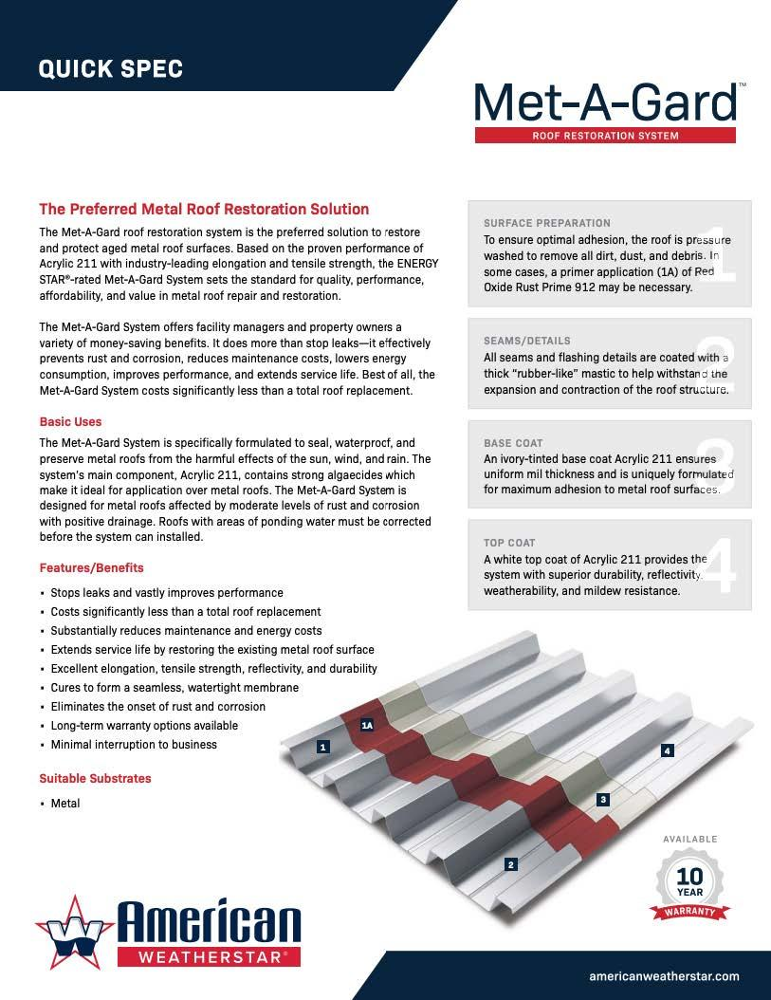 QUICK SPEC
Met-A-Gard™
ROOF RESTORATION SYSTEM
The Preferred Metal Roof Restoration Solution
The Met-A-Gard roof restoration system is the preferred solution to restore
and protect aged metal roof surfaces. Based on the proven performance of
Acrylic 211 with industry-leading elongation and tensile strength, the ENERGY
STAR®-rated Met-A-Gard System sets the standard for quality, performance,
affordability, and value in metal roof repair and restoration.
The Met-A-Gard System offers facility managers and property owners a
variety of money-saving benefits. It does more than stop leaks—it effectively
prevents rust and corrosion, reduces maintenance costs, lowers energy
consumption, improves performance, and extends service life. Best of all, the
Met-A-Gard System costs significantly less than a total roof replacement.
Basic Uses
The Met-A-Gard System is specifically formulated to seal, waterproof, and
preserve metal roofs from the harmful effects of the sun, wind, and rain. The
system's main component, Acrylic 211, contains strong algaecides which
make it ideal for application over metal roofs. The Met-A-Gard System is
designed for metal roofs affected by moderate levels of rust and corrosion
with positive drainage. Roofs with areas of ponding water must be corrected
before the system can installed.
Features/Benefits
▪ Stops leaks and vastly improves performance
▪ Costs significantly less than a total roof replacement
▪ Substantially reduces maintenance and energy costs
▪ Extends service life by restoring the existing metal roof surface
▪ Excellent elongation, tensile strength, reflectivity, and durability
▪ Cures to form a seamless, watertight membrane
▪ Eliminates the onset of rust and corrosion
▪ Long-term warranty options available
▪ Minimal interruption to business
Suitable Substrates
▪ Metal
1
SURFACE PREPARATION
To ensure optimal adhesion, the roof is pressure
washed to remove all dirt, dust, and debris. In
some cases, a primer application (1A) of Red
Oxide Rust Prime 912 may be necessary.
2
SEAMS/DETAILS
All seams and flashing details are coated with a
thick “rubber-like” mastic to help withstand the
expansion and contraction of the roof structure.
3
BASE COAT
An ivory-tinted base coat Acrylic 211 ensures
uniform mil thickness and is uniquely formulated
for maximum adhesion to metal roof surfaces.
4
TOP COAT
A white top coat of Acrylic 211 provides the
system with superior durability, reflectivity,
weatherability, and mildew resistance.
1A
1
4
3
2
AVAILABLE
10
YEAR
WARRANTY
American
WEATHERSTAR®
americanweatherstar.com